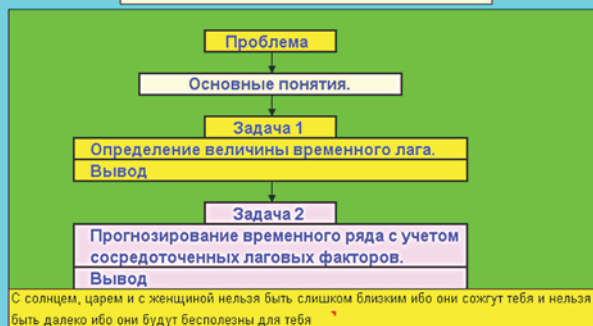 Проблема
Основные понятия.
Задача 1
Определение величины временного лага.
Вывод
Задача 2
Прогнозирование временного ряда с учетом
сосредоточенных лаговых факторов.
Вывод
С солнцем, царем и с женщиной нельзя быть слишком близким ибо они сожгут тебя и нельзя
быть далеко ибо они будут бесполезны для тебя